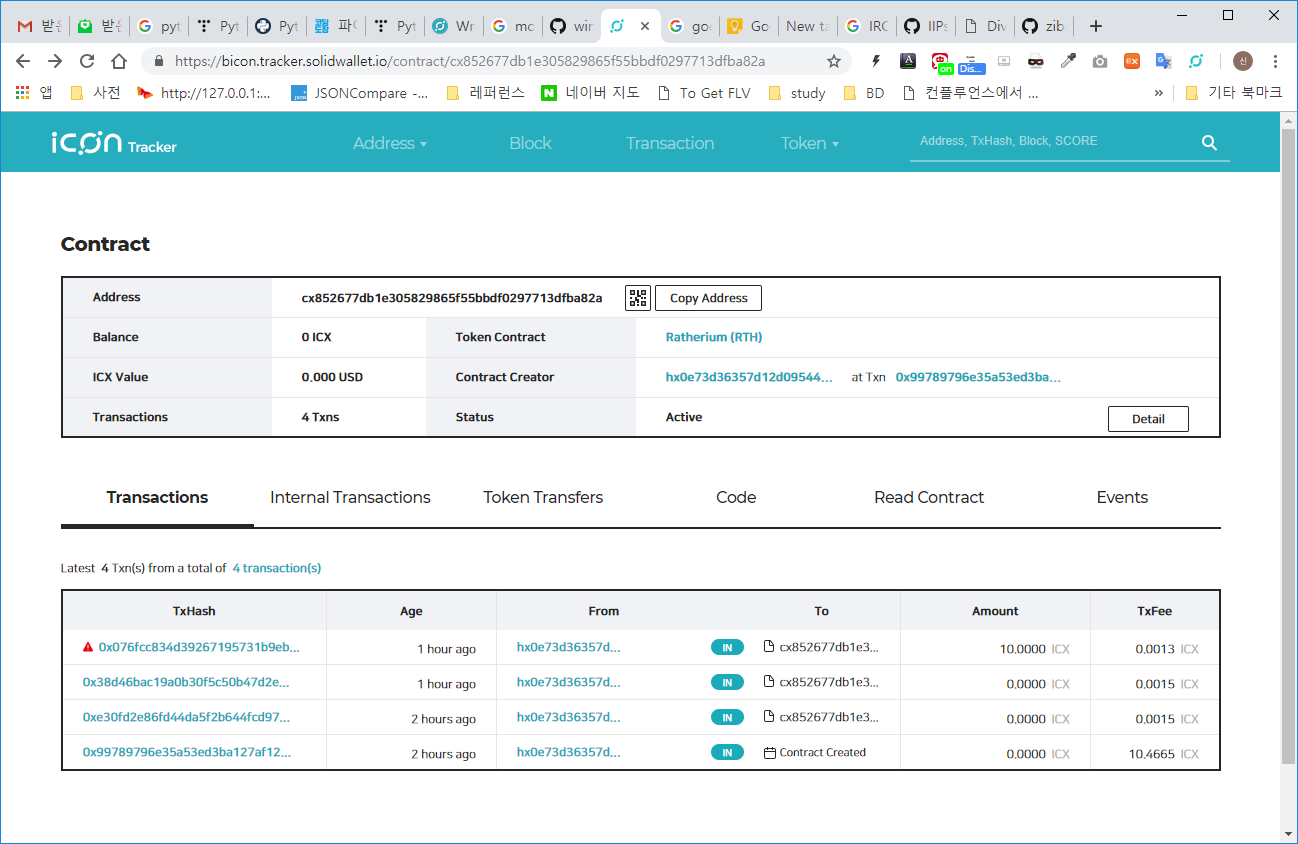 받은 받은 pyt Pyt Pyt 파이 Pyt Wr mo wir goo Go New ta IRC IIPs Div zib
https://bicon.tracker.solidwallet.io/contract/cx852677db1e305829865f55bbdf0297713dfba82a on Dis... EX 신
앱 사전 http://127.0.0.1:... JSONCompare -... 레퍼런스 네이버 지도 To Get FLV study BD 컨플루언스에서 ... » 기타 북마크
icon Tracker Address Block Transaction Token Address, TxHash, Block, SCORE
Contract
Address cx852677db1e305829865f55bbdf0297713dfba82a Copy Address
Balance 0 ICX Token Contract Ratherium (RTH)
ICX Value 0.000 USD Contract Creator hx0e73d36357d12d09544... at Txn 0x99789796e35a53ed3ba...
Transactions 4 Txns Status Active Detail
Transactions Internal Transactions Token Transfers Code Read Contract Events
Latest 4 Txn(s) from a total of 4 transaction(s)
TxHash Age From To Amount TxFee
0x076fcc834d39267195731b9eb... 1 hour ago hx0e73d36357d... IN cx852677db1e3... 10.0000 ICX 0.0013 ICX
0x38d46bac19a0b30f5c50b47d2e... 1 hour ago hx0e73d36357d... IN cx852677db1e3... 0.0000 ICX 0.0015 ICX
0xe30fd2e86fd44da5f2b644fcd97... 2 hours ago hx0e73d36357d... IN cx852677db1e3... 0.0000 ICX 0.0015 ICX
0x99789796e35a53ed3ba127af12... 2 hours ago hx0e73d36357d... IN Contract Created 0.0000 ICX 10.4665 ICX